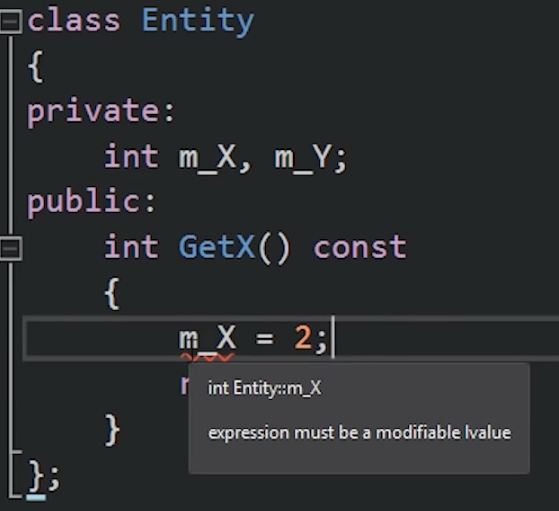 class Entity
{
private:
    int m_X, m_Y;
public:
    int GetX() const
    {
        m_X = 2;
        r
int Entity::m_X
expression must be a modifiable lvalue
    }
};